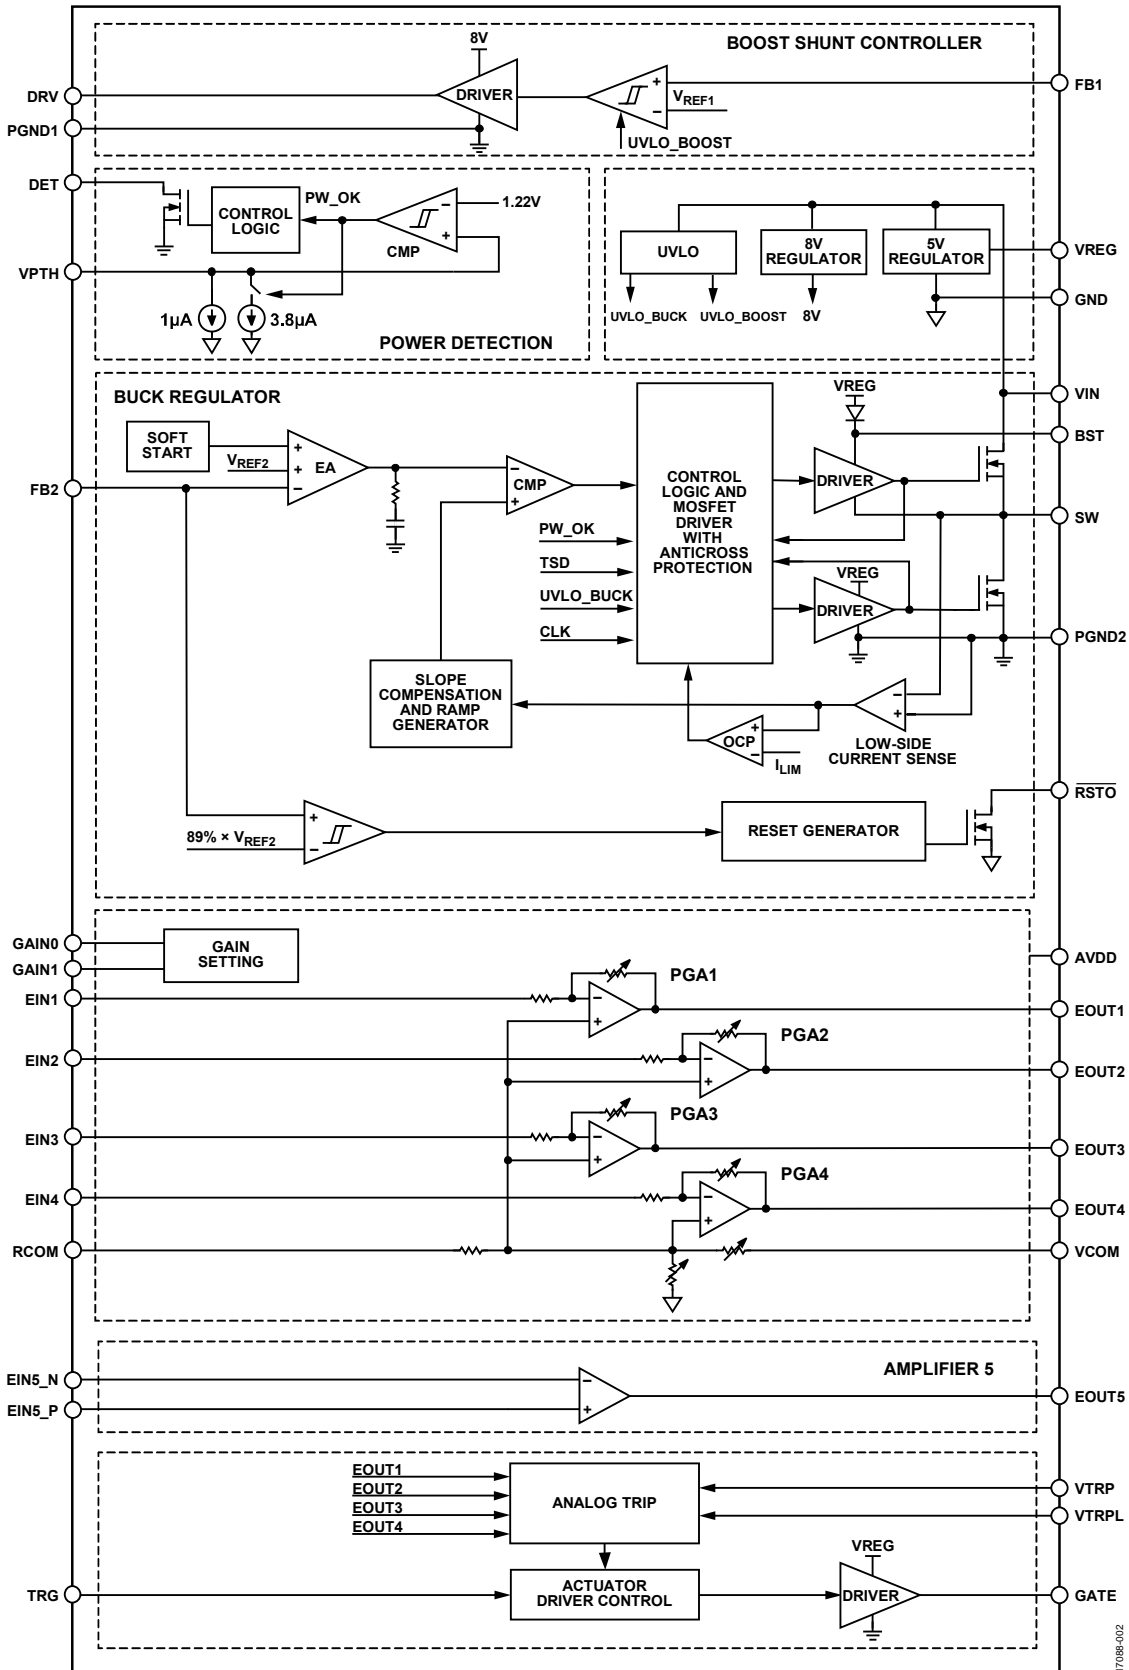 8V
BOOST SHUNT CONTROLLER
DRV
DRIVER
+
V_REF1
−
FB1
PGND1
UVLO_BOOST
DET
PW_OK
CONTROL
LOGIC
−
+
1.22V
CMP
VPTH
1µA
3.8µA
POWER DETECTION
UVLO
8V
REGULATOR
5V
REGULATOR
VREG
GND
UVLO_BUCK
UVLO_BOOST
8V
BUCK REGULATOR
VREG
VIN
BST
SOFT
START
V_REF2
+
+
−
EA
FB2
−
+
CMP
CONTROL
LOGIC AND
MOSFET
DRIVER
WITH
ANTICROSS
PROTECTION
DRIVER
SW
PW_OK
TSD
UVLO_BUCK
CLK
VREG
DRIVER
PGND2
SLOPE
COMPENSATION
AND RAMP
GENERATOR
OCP
+
−
I_LIM
−
+
LOW-SIDE
CURRENT SENSE
RSTO
+
−
89% × V_REF2
RESET GENERATOR
GAIN0
GAIN1
GAIN
SETTING
AVDD
EIN1
−
+
PGA1
EOUT1
EIN2
−
+
PGA2
EOUT2
EIN3
−
+
PGA3
EOUT3
EIN4
−
+
PGA4
EOUT4
RCOM
VCOM
AMPLIFIER 5
EIN5_N
EIN5_P
−
+
EOUT5
EOUT1
EOUT2
EOUT3
EOUT4
ANALOG TRIP
VTRP
VTRPL
VREG
TRG
ACTUATOR
DRIVER CONTROL
DRIVER
GATE
17088-002